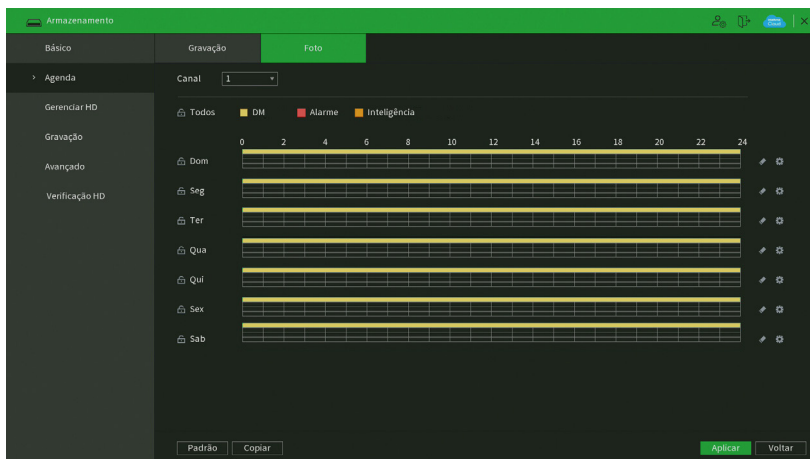 Armazenamento
Cloud
Básico
Gravação Foto
Agenda
Canal 1
Gerenciar HD
Todos DM Alarme Inteligência
Gravação
0 2 4 6 8 10 12 14 16 18 20 22 24
Dom
Avançado
Seg
Verificação HD
Ter
Qua
Qui
Sex
Sab
Padrão Copiar Aplicar Voltar